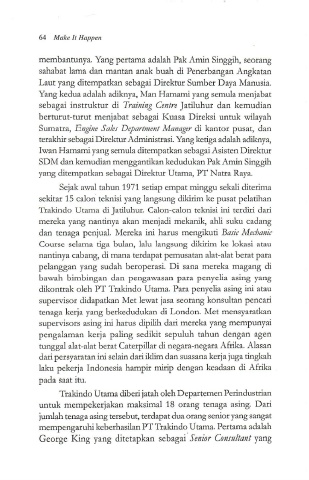 64 Make It Happen
membantunya. Yang pertama adalah Pak Amin Singgih, seorang
sahabat lama dan mantan anak buah di Penerbangan Angkatan
Laut yang ditempatkan sebagai Direktur Sumber Daya Manusia.
Yang kedua adalah adiknya, Man Hamami yang semula menjabat
sebagai instruktur di Training Centre Jatiluhur dan kemudian
berturut-turut menjabat sebagai Kuasa Direksi untuk wilayah
Sumatra, Engine Sales Department Manager di kantor pusat, dan
terakhir sebagai Direktur Administrasi. Yang ketiga adalah adiknya,
Iwan Hamami yang semula ditempatkan sebagai Asisten Direktur
SDM dan kemudian menggantikan kedudukan Pak Amin Singgih
yang ditempatkan sebagai Direktur Utama, PT Natra Raya.
Sejak awal tahun 1971 setiap empat minggu sekali diterima
sekitar 15 calon teknisi yang langsung dikirim ke pusat pelatihan
Trakindo Utama di Jatiluhur. Calon-calon teknisi ini terdiri dari
mereka yang nantinya akan menjadi mekanik, ahli suku cadang
dan tenaga penjual. Mereka ini harus mengikuti Basic Mechanic
Course selama tiga bulan, lalu langsung dikirim ke lokasi atau
nantinya cabang, di mana terdapat pemusatan alat-alat berat para
pelanggan yang sudah beroperasi. Di sana mereka magang di
bawah bimbingan dan pengawasan para penyelia asing yang
dikontrak oleh PT Trakindo Utama. Para penyelia asing ini atau
supervisor didapatkan Met lewat jasa seorang konsultan pencari
tenaga kerja yang berkedudukan di London. Met mensyaratkan
supervisors asing ini harus dipilih dari mereka yang mempunyai
pengalaman kerja paling sedikit sepuluh tahun dengan agen
tunggal alat-alat berat Caterpillar di negara-negara Afrika. Alasan
dari persyaratan ini selain dari iklim dan suasana kerja juga tingkah
laku pekerja Indonesia hampir mirip dengan keadaan di Afrika
pada saat itu.
Trakindo Utama diberi jatah oleh Departemen Perindustrian
untuk mempekerjakan maksimal 18 orang tenaga asing. Dari
jumlah tenaga asing tersebut, terdapat dua orang senior yang sangat
mempengaruhi keberhasilan PT Trakindo Utama. Pertama adalah
George King yang ditetapkan sebagai Senior Consultant yang